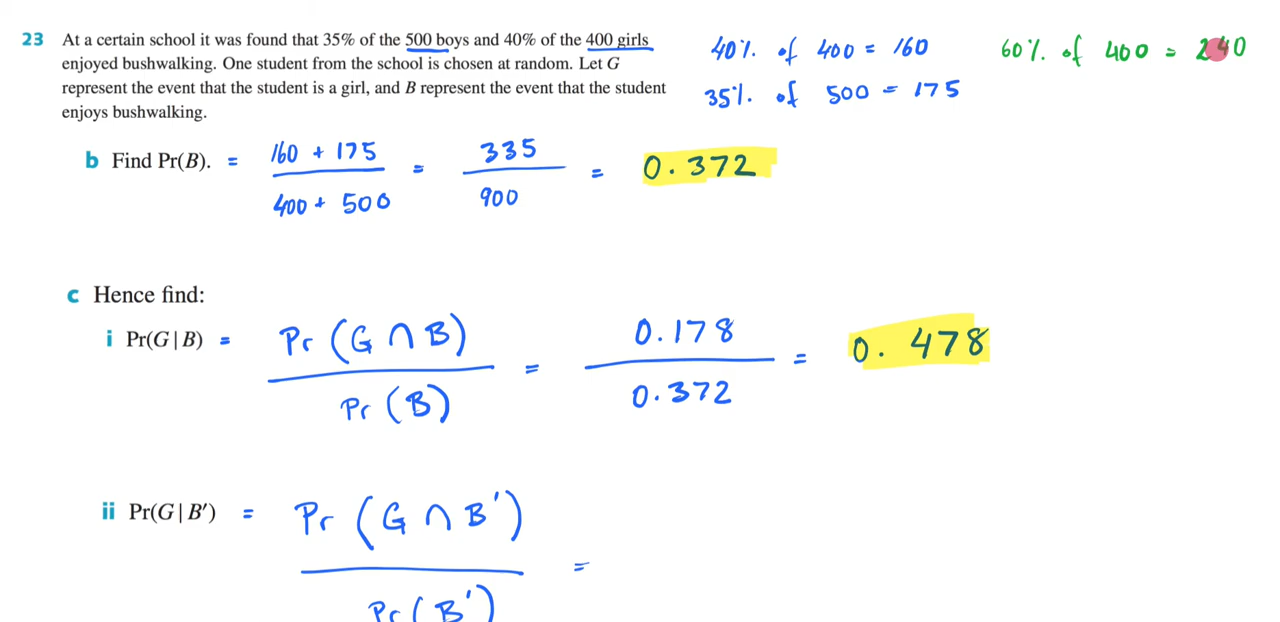 23 At a certain school it was found that 35% of the 500 boys and 40% of the 400 girls
enjoyed bushwalking. One student from the school is chosen at random. Let G
represent the event that the student is a girl, and B represent the event that the student
enjoys bushwalking.
40% of 400 = 160
60% of 400 = 240
35% of 500 = 175
b Find Pr(B). = 160 + 175 / 400 + 500 = 335 / 900 = 0.372
c Hence find:
i Pr(G|B) = Pr (G ∩ B) / Pr (B) = 0.178 / 0.372 = 0.478
ii Pr(G|B′) = Pr (G ∩ B') / Pr (B') =